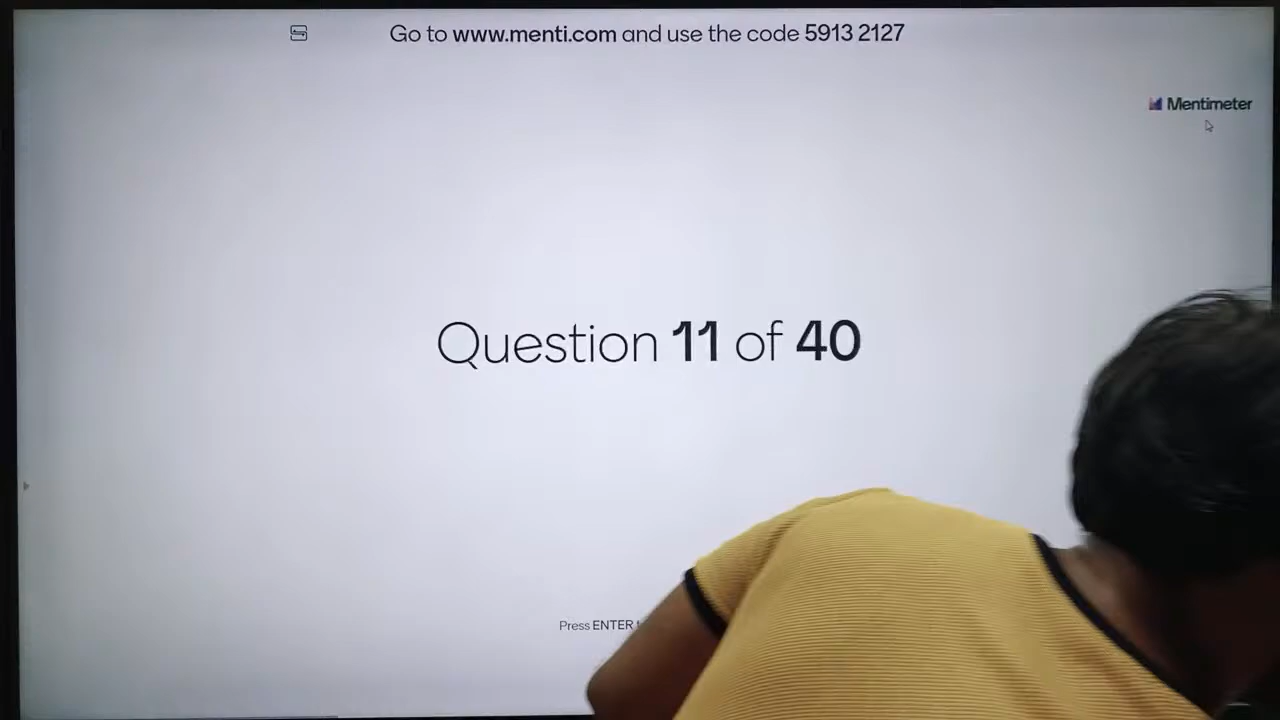 Go to www.menti.com and use the code 5913 2127
Mentimeter
Question 11 of 40
Press ENTER